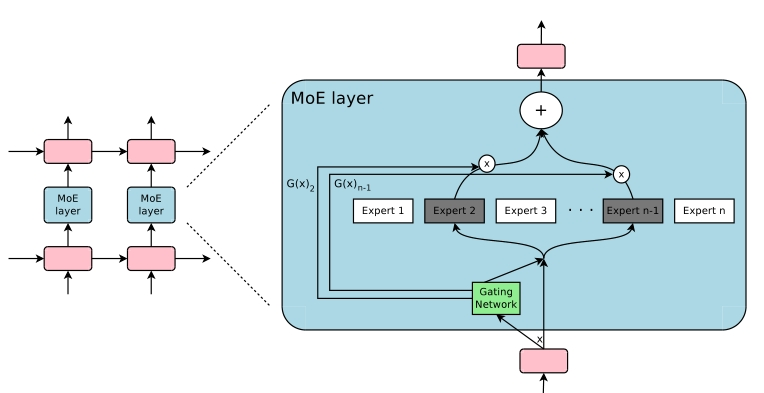 MoE layer
+
x
x
G(x)2
G(x)n-1
Expert 1
Expert 2
Expert 3
. . .
Expert n-1
Expert n
MoE
layer
MoE
layer
Gating
Network
x